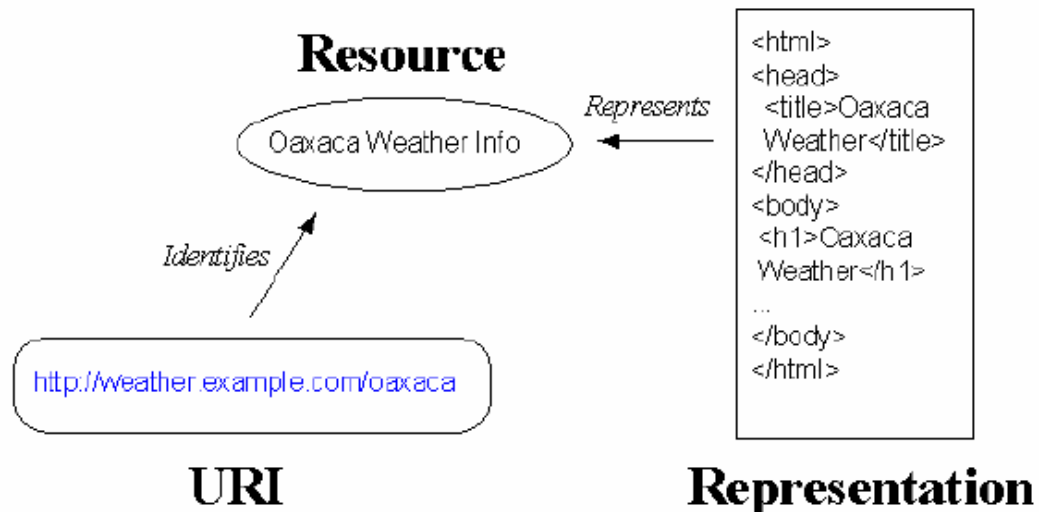 Resource
Oaxaca Weather Info
Represents
Identifies
http://weather.example.com/oaxaca
URI
<html>
<head>
<title>Oaxaca
Weather</title>
</head>
<body>
<h1>Oaxaca
Weather</h1>
...
</body>
</html>
Representation